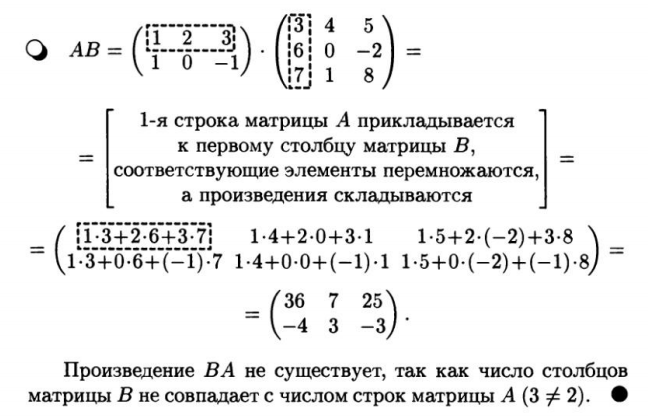 AB = (1 2 3; 1 0 −1) · (3 4 5; 6 0 −2; 7 1 8) =
= [1-я строка матрицы A прикладывается
к первому столбцу матрицы B,
соответствующие элементы перемножаются,
а произведения складываются] =
= (1·3+2·6+3·7 1·4+2·0+3·1 1·5+2·(−2)+3·8
1·3+0·6+(−1)·7 1·4+0·0+(−1)·1 1·5+0·(−2)+(−1)·8) =
= (36 7 25; −4 3 −3).
Произведение BA не существует, так как число столбцов
матрицы B не совпадает с числом строк матрицы A (3 ≠ 2).